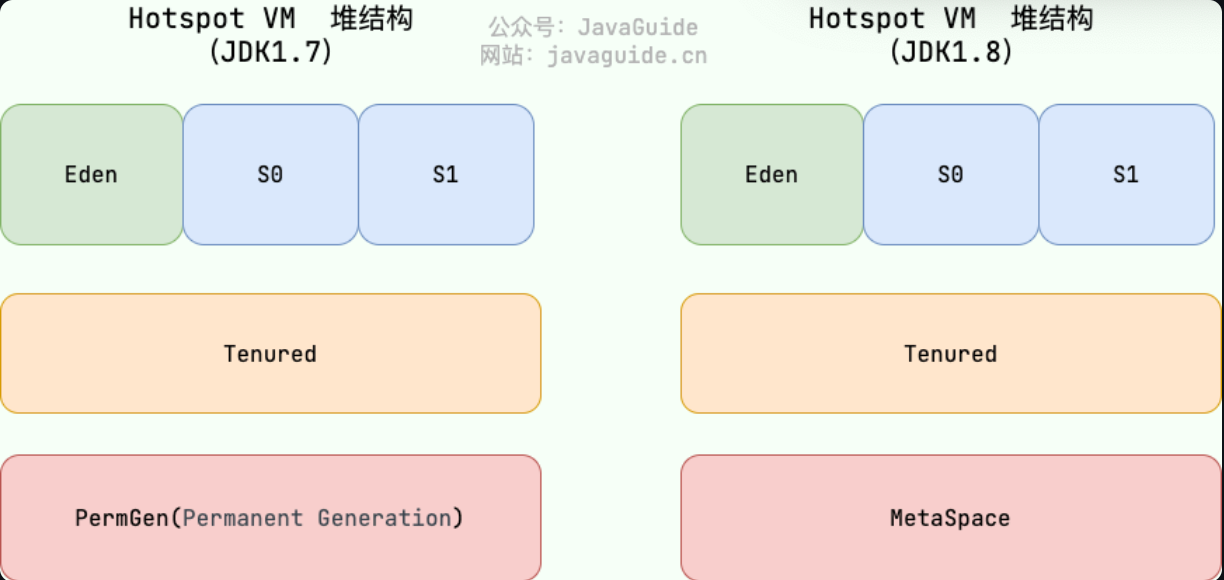 Hotspot VM 堆结构
(JDK1.7)
公众号: JavaGuide
网站: javaguide.cn
Hotspot VM 堆结构
(JDK1.8)
Eden
S0
S1
Eden
S0
S1
Tenured
Tenured
PermGen(Permanent Generation)
MetaSpace